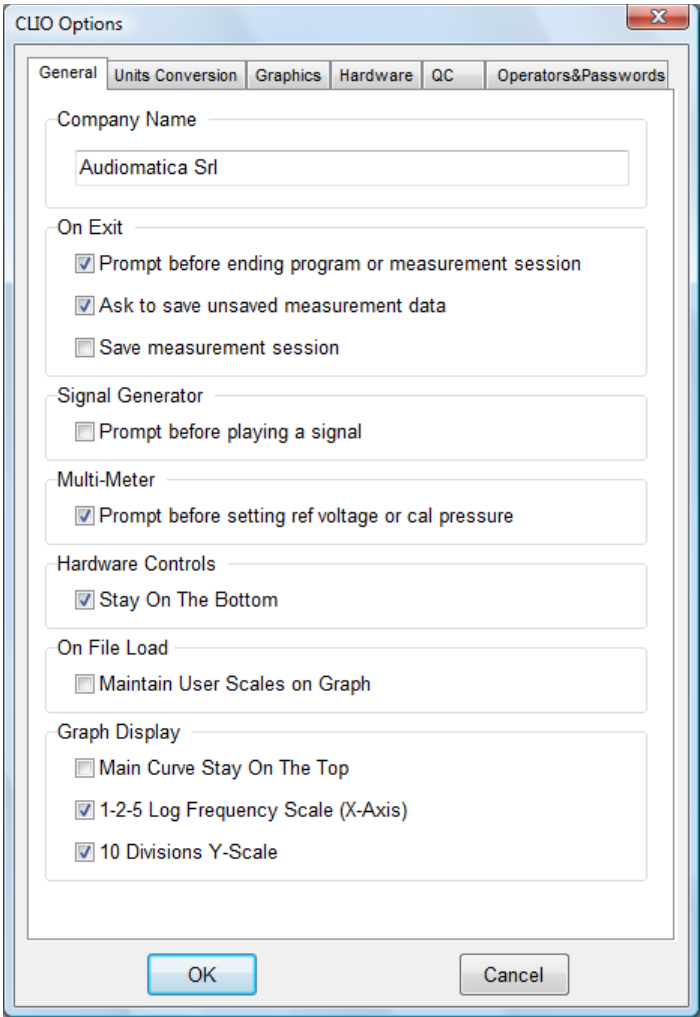 CLIO Options
General Units Conversion Graphics Hardware QC Operators&Passwords
Company Name
Audiomatica Srl
On Exit
Prompt before ending program or measurement session
Ask to save unsaved measurement data
Save measurement session
Signal Generator
Prompt before playing a signal
Multi-Meter
Prompt before setting ref voltage or cal pressure
Hardware Controls
Stay On The Bottom
On File Load
Maintain User Scales on Graph
Graph Display
Main Curve Stay On The Top
1-2-5 Log Frequency Scale (X-Axis)
10 Divisions Y-Scale
OK Cancel